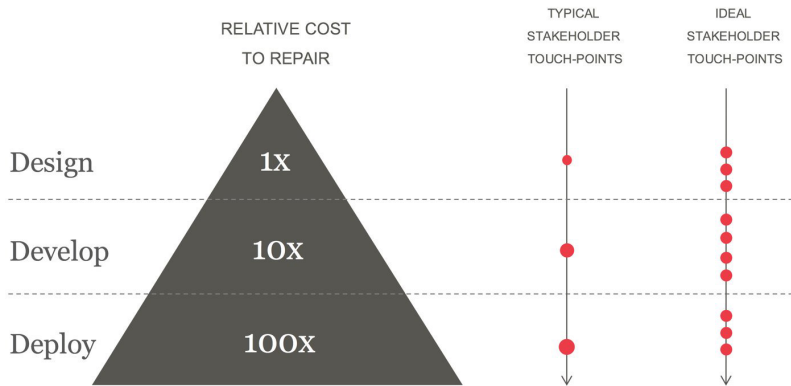 RELATIVE COST
TO REPAIR
TYPICAL
STAKEHOLDER
TOUCH-POINTS
IDEAL
STAKEHOLDER
TOUCH-POINTS
Design
1x
Develop
10x
Deploy
100x